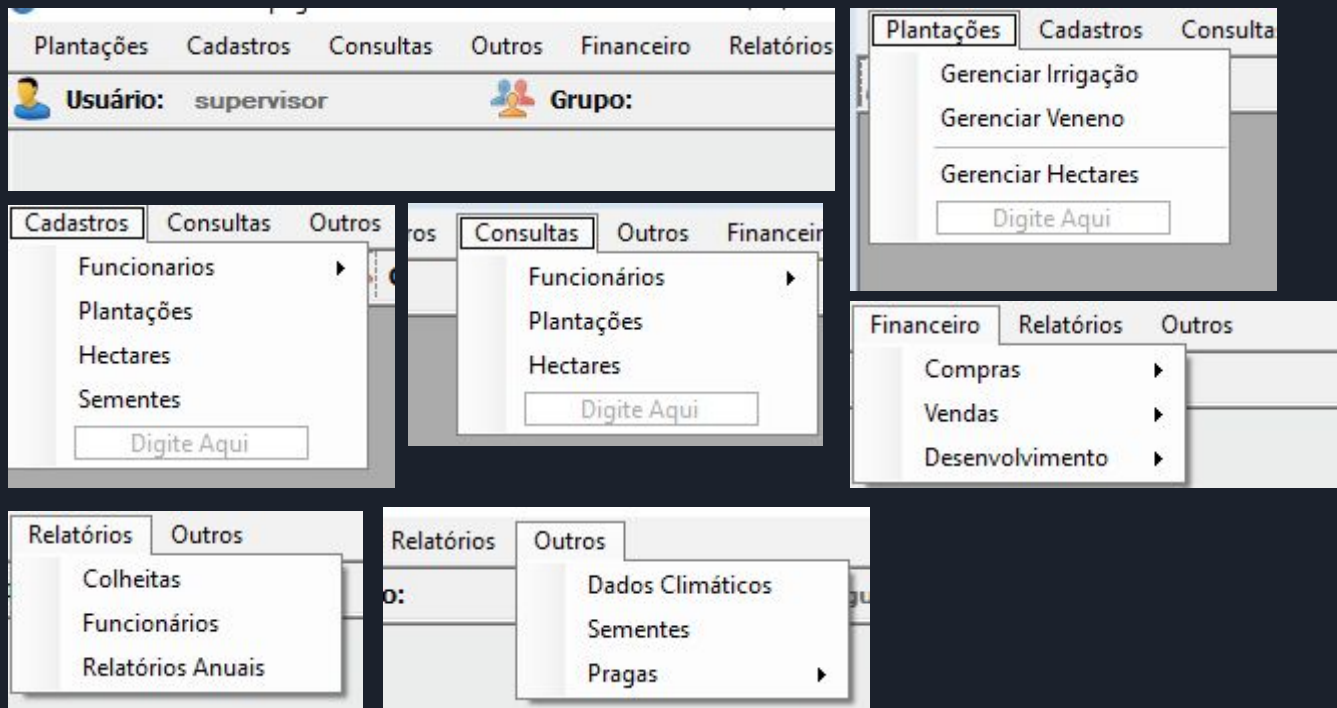 Plantações Cadastros Consultas Outros Financeiro Relatórios
Usuário: supervisor Grupo:
Plantações Cadastros
Gerenciar Irrigação
Gerenciar Veneno
Gerenciar Hectares
Digite Aqui
Cadastros Consultas Outros
Funcionarios
Plantações
Hectares
Sementes
Digite Aqui
Consultas Outros
Funcionários
Plantações
Hectares
Digite Aqui
Financeiro Relatórios Outros
Compras
Vendas
Desenvolvimento
Relatórios Outros
Colheitas
Funcionários
Relatórios Anuais
Relatórios Outros
Dados Climáticos
Sementes
Pragas